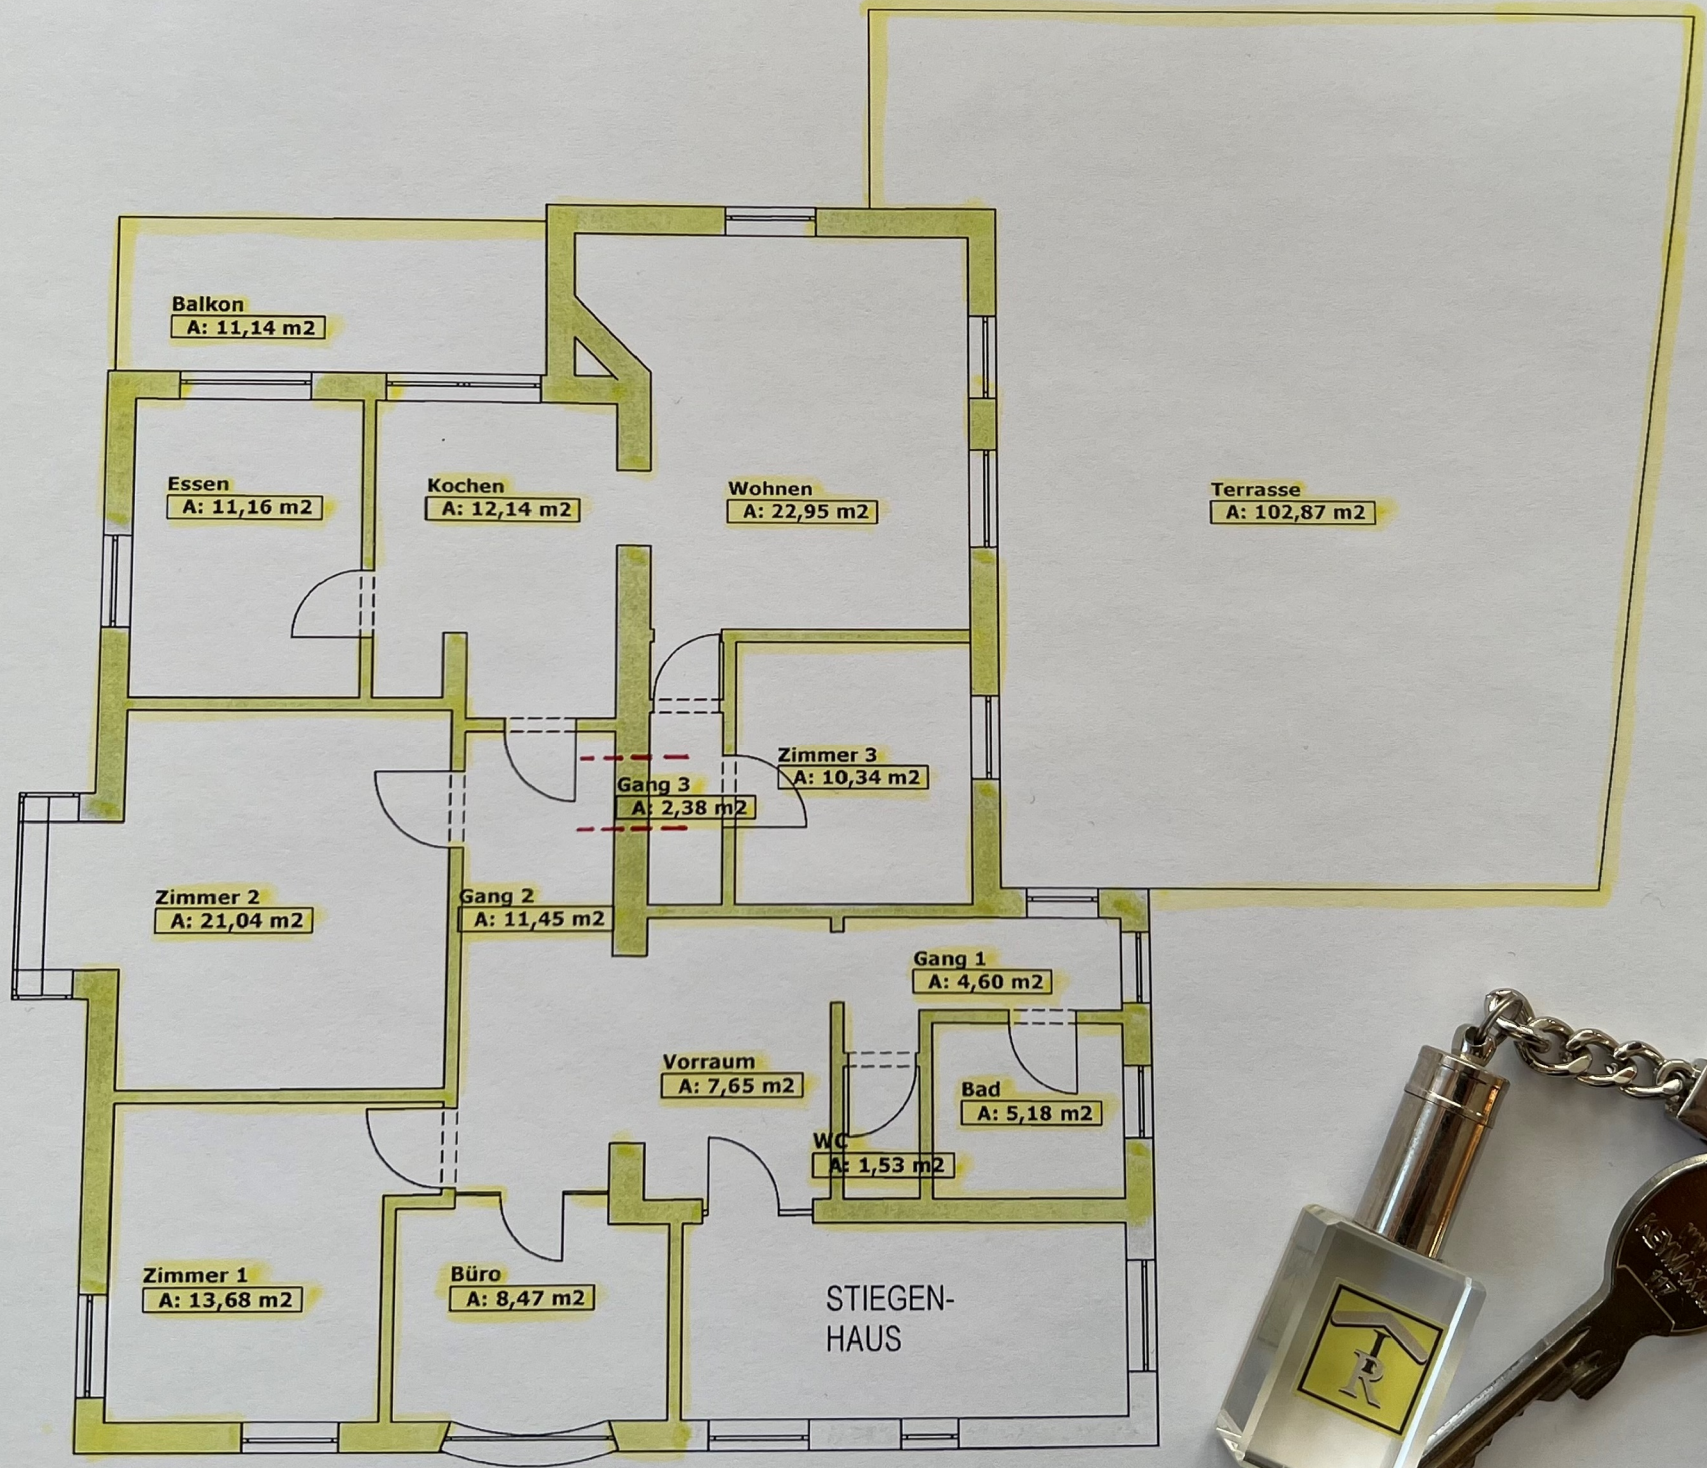 Balkon
A: 11,14 m2
Essen
A: 11,16 m2
Kochen
A: 12,14 m2
Wohnen
A: 22,95 m2
Terrasse
A: 102,87 m2
Zimmer 3
A: 10,34 m2
Gang 3
A: 2,38 m2
Zimmer 2
A: 21,04 m2
Gang 2
A: 11,45 m2
Gang 1
A: 4,60 m2
Vorraum
A: 7,65 m2
Bad
A: 5,18 m2
WC
A: 1,53 m2
Zimmer 1
A: 13,68 m2
Büro
A: 8,47 m2
STIEGEN-
HAUS
117